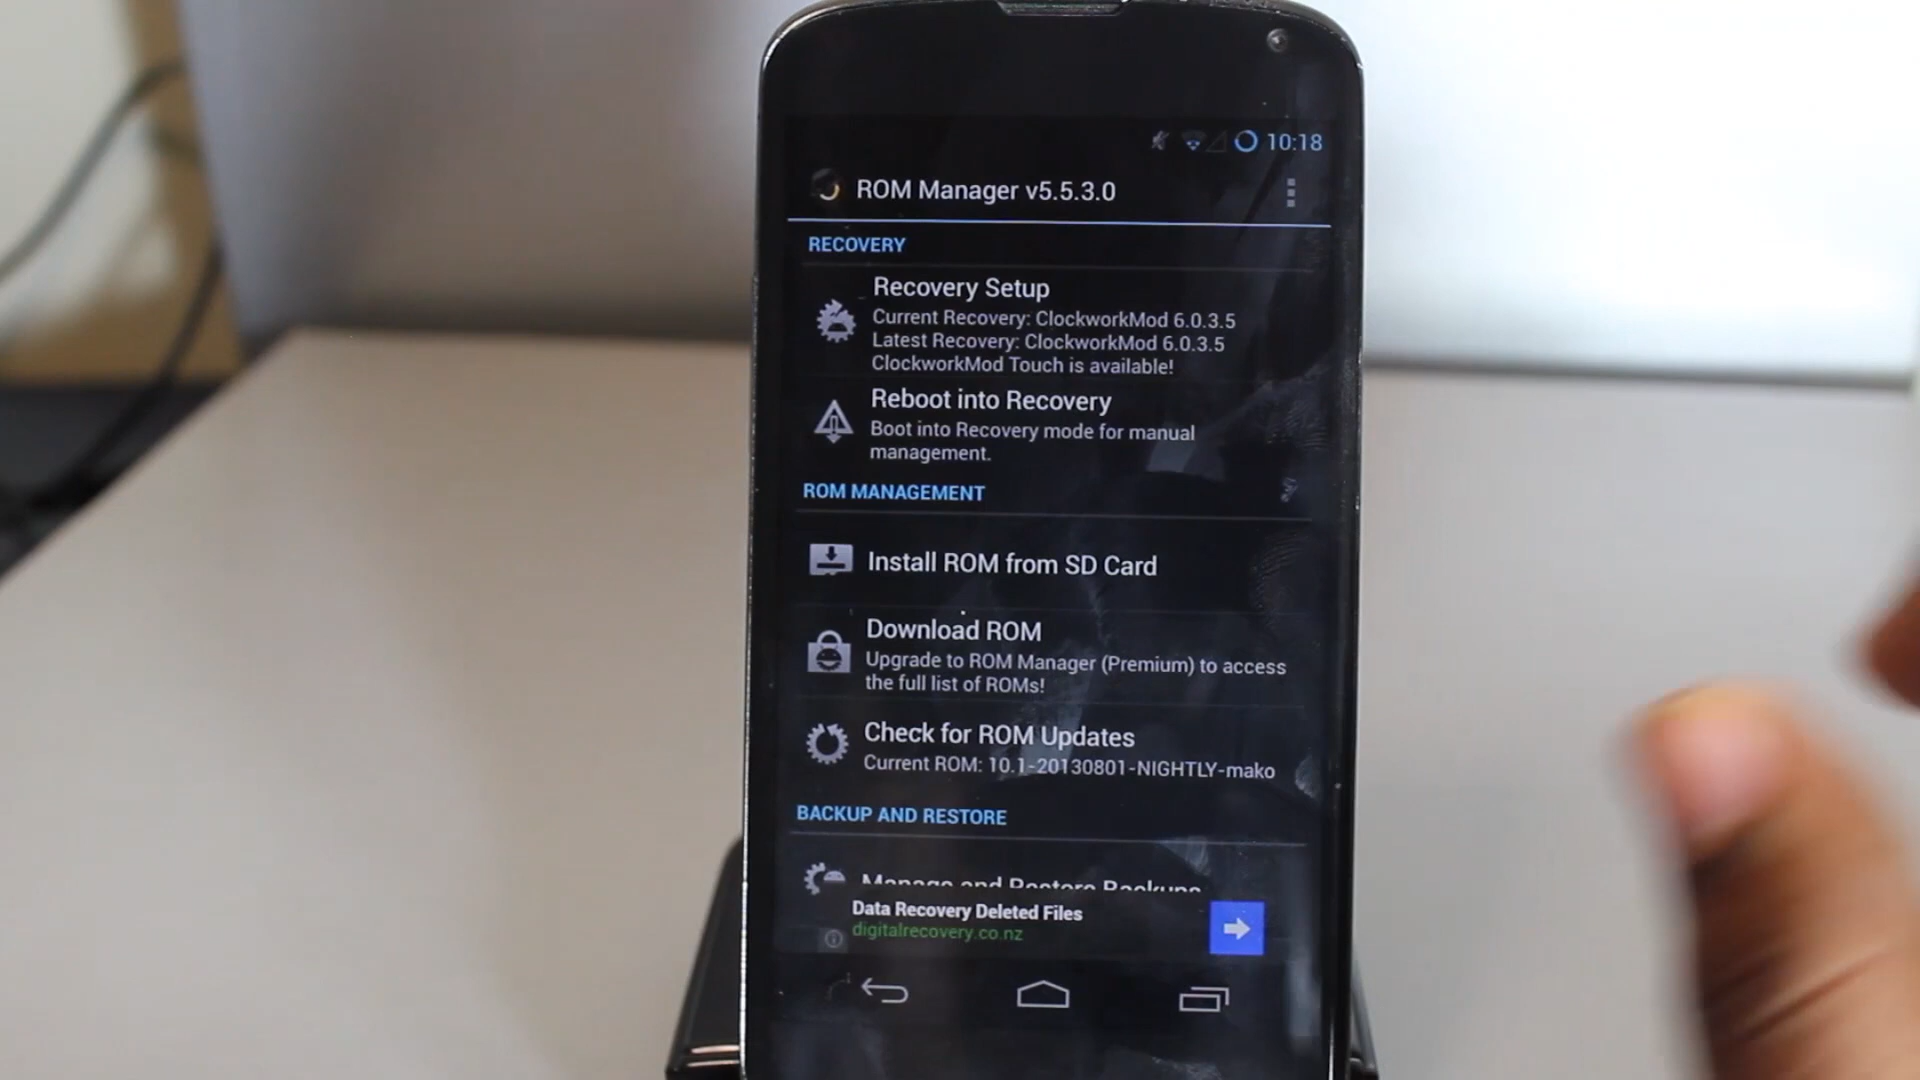 10:18
ROM Manager v5.5.3.0
RECOVERY
Recovery Setup
Current Recovery: ClockworkMod 6.0.3.5
Latest Recovery: ClockworkMod 6.0.3.5
ClockworkMod Touch is available!
Reboot into Recovery
Boot into Recovery mode for manual
management.
ROM MANAGEMENT
Install ROM from SD Card
Download ROM
Upgrade to ROM Manager (Premium) to access
the full list of ROMs!
Check for ROM Updates
Current ROM: 10.1-20130801-NIGHTLY-mako
BACKUP AND RESTORE
Manage and Restore Backups
Data Recovery Deleted Files
digitalrecovery.co.nz